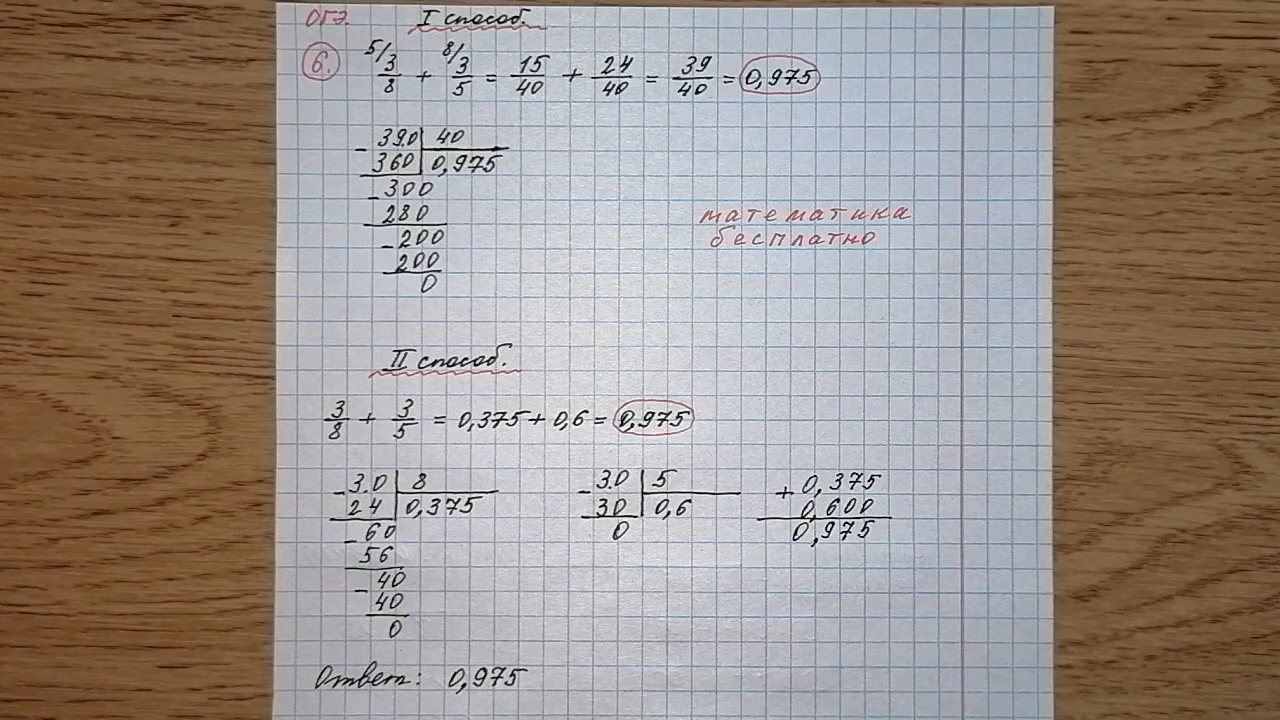 ОГЭ. I способ.
6. 5/ 3/8 + 8/ 3/5 = 15/40 + 24/40 = 39/40 = 0,975
- 39.0 | 40
360 | 0,975
- 300
280
- 200
200
0
математика
бесплатно
II способ.
3/8 + 3/5 = 0,375 + 0,6 = 0,975
- 3.0 | 8
24 | 0,375
- 60
56
- 40
40
0
- 3.0 | 5
30 | 0,6
0
+ 0,375
0,600
0,975
Ответ: 0,975